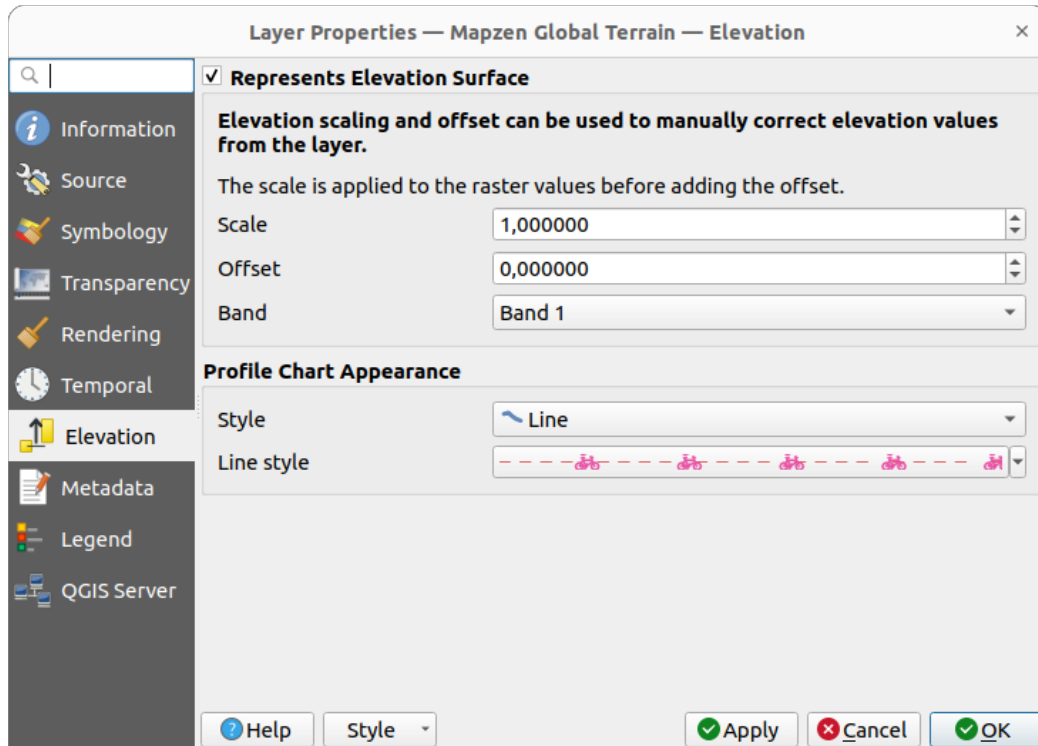 Layer Properties — Mapzen Global Terrain — Elevation
Information
Source
Symbology
Transparency
Rendering
Temporal
Elevation
Metadata
Legend
QGIS Server
Represents Elevation Surface
Elevation scaling and offset can be used to manually correct elevation values
from the layer.
The scale is applied to the raster values before adding the offset.
Scale 1,000000
Offset 0,000000
Band Band 1
Profile Chart Appearance
Style Line
Line style
Help Style Apply Cancel OK